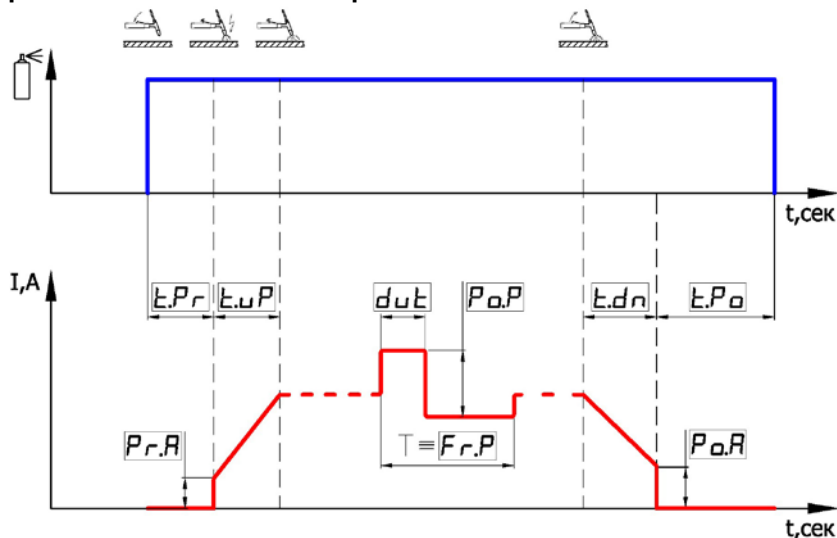 t,сек
I,A
t.Pr t.uP dut Po.P t.dn t.Po
Pr.A T≡Fr.P Po.A
t,сек